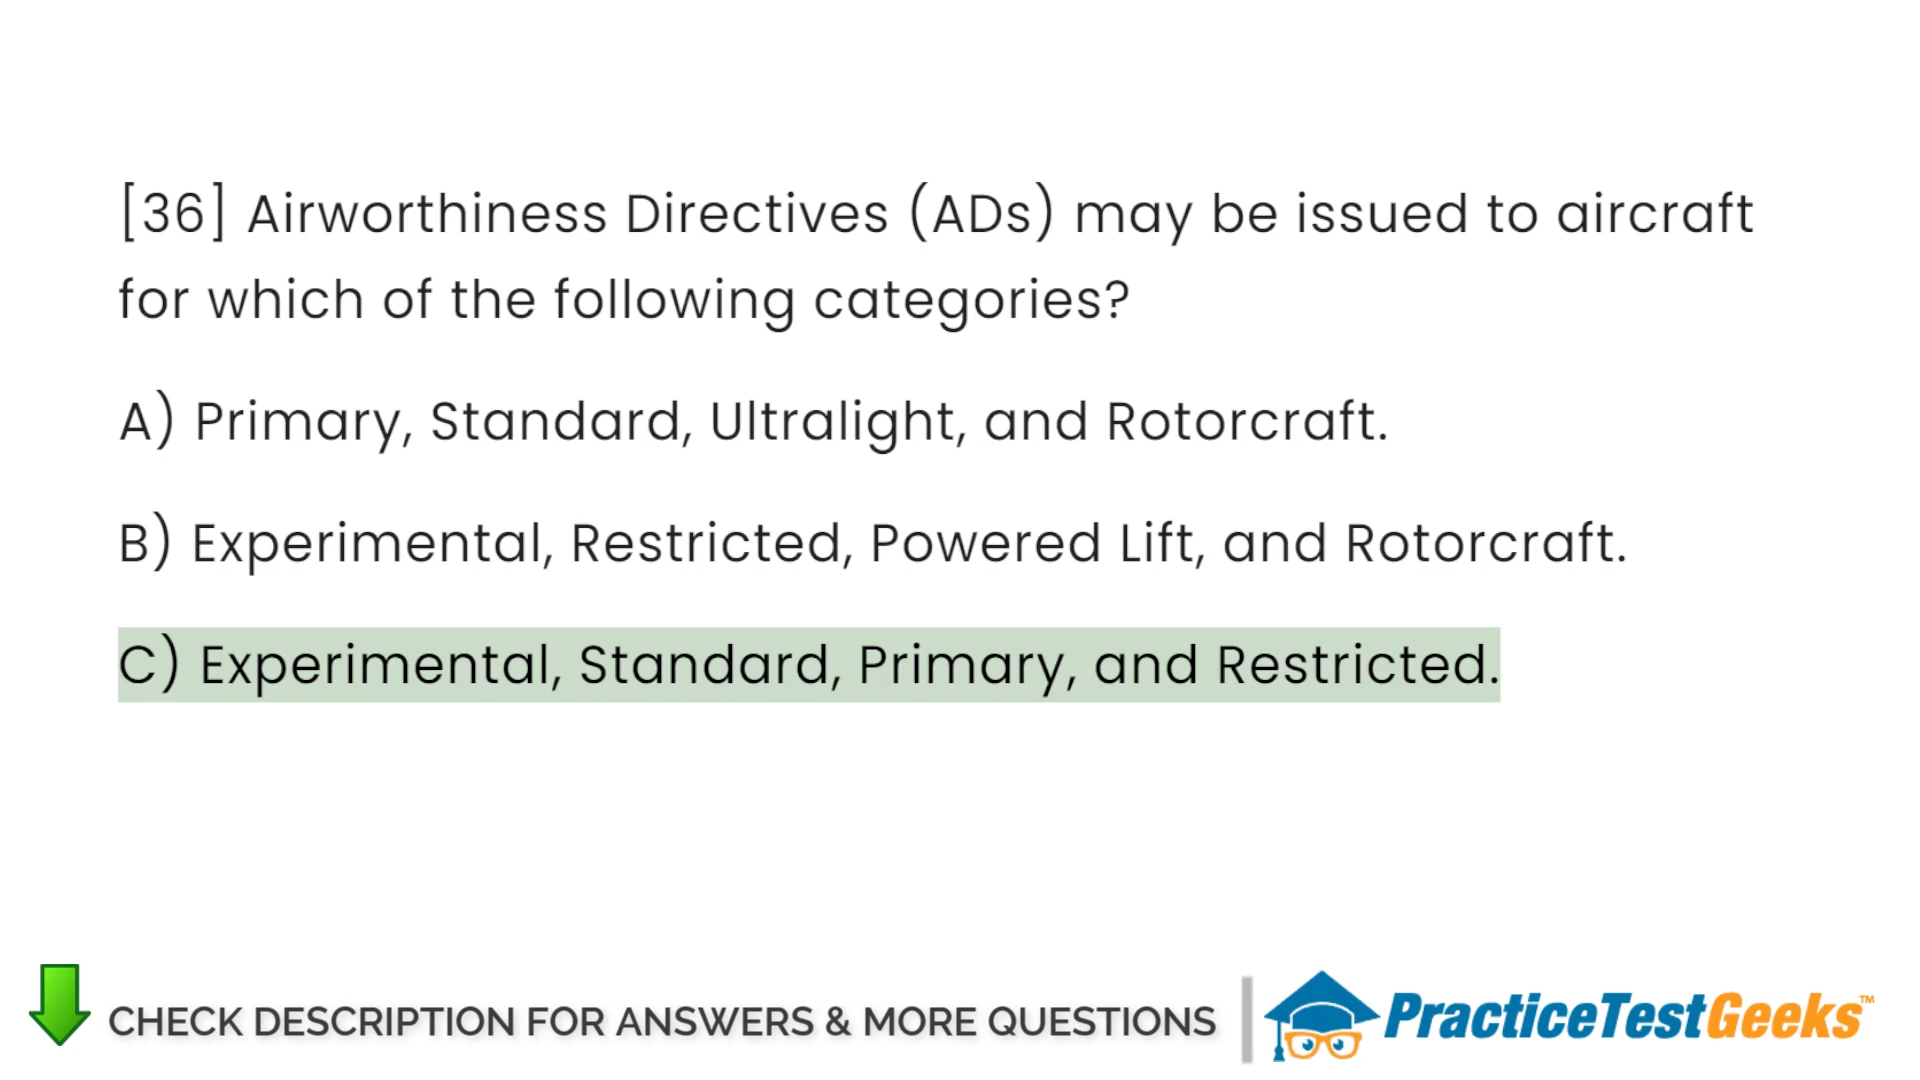 [36] Airworthiness Directives (ADs) may be issued to aircraft
for which of the following categories?
A) Primary, Standard, Ultralight, and Rotorcraft.
B) Experimental, Restricted, Powered Lift, and Rotorcraft.
C) Experimental, Standard, Primary, and Restricted.
CHECK DESCRIPTION FOR ANSWERS & MORE QUESTIONS
PracticeTestGeeks™